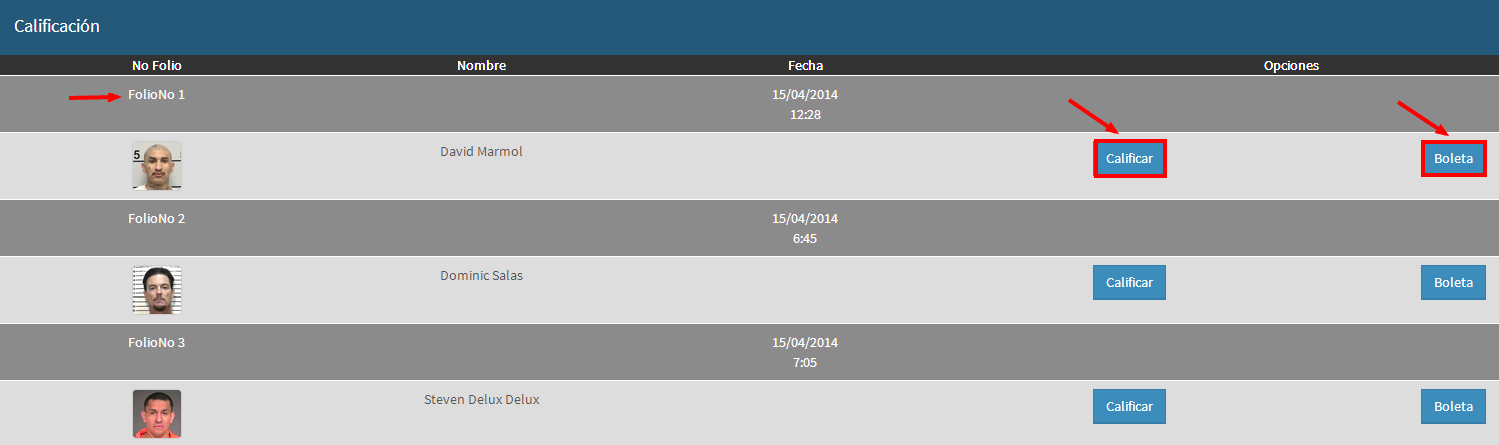 Calificación
No Folio Nombre Fecha Opciones
FolioNo 1 15/04/2014
12:28
5 David Marmol Calificar Boleta
FolioNo 2 15/04/2014
6:45
Dominic Salas Calificar Boleta
FolioNo 3 15/04/2014
7:05
Steven Delux Delux Calificar Boleta